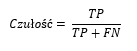 Czułość = TP / TP + FN